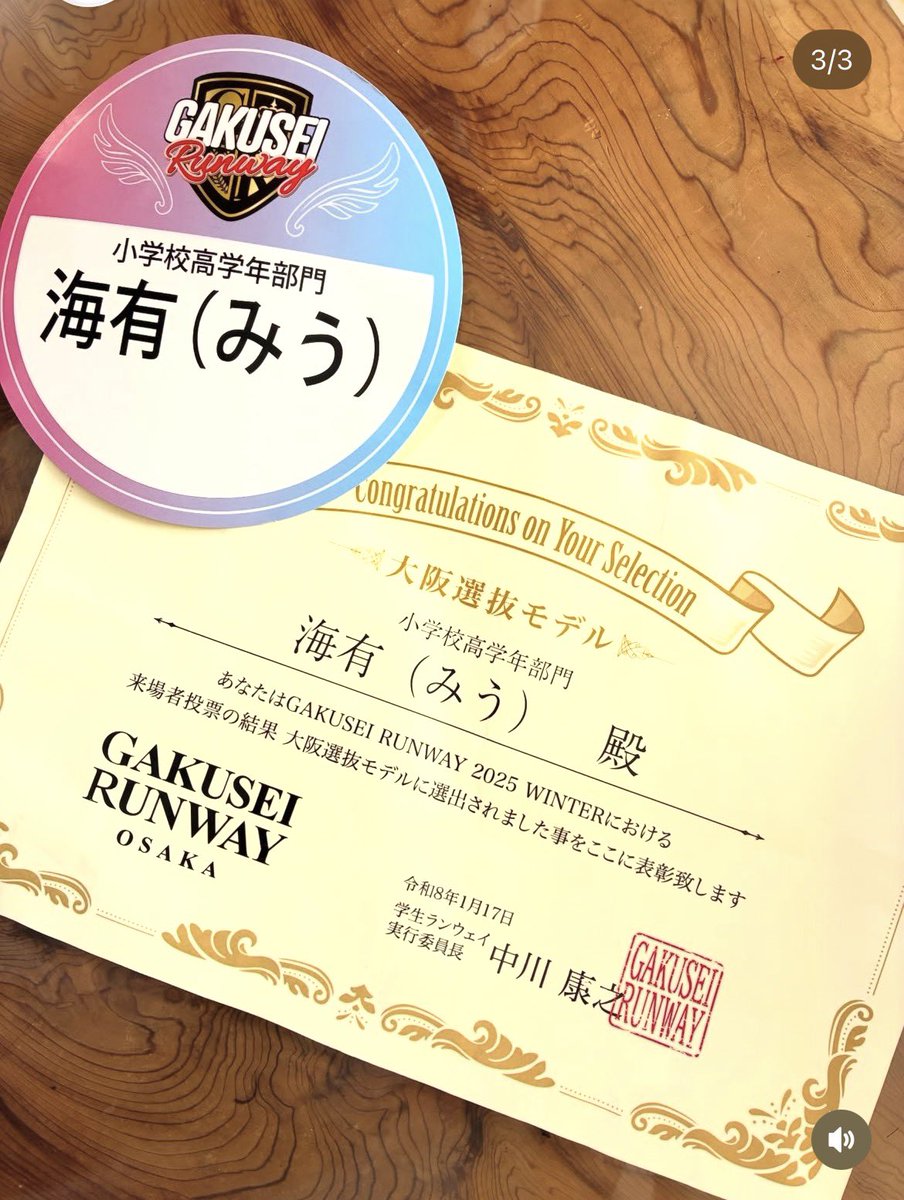 3/3
GAKUSEI
Runway
小学校高学年部門
海有(みう)
Congratulations on Your Selection
大阪選抜モデル
小学校高学年部門
海有（みう） 殿
あなたはGAKUSEI RUNWAY 2025 WINTERにおける
来場者投票の結果 大阪選抜モデルに選出されました事をここに表彰致します
GAKUSEI
RUNWAY
OSAKA
令和8年1月17日
学生ランウェイ
実行委員長 中川 康之
GAKUSEI
RUNWAY